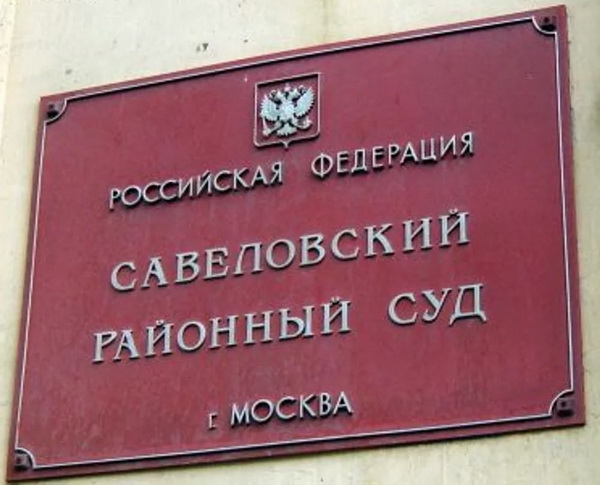 РОССИЙСКАЯ ФЕДЕРАЦИЯ
САВЕЛОВСКИЙ
РАЙОННЫЙ СУД
г. МОСКВА